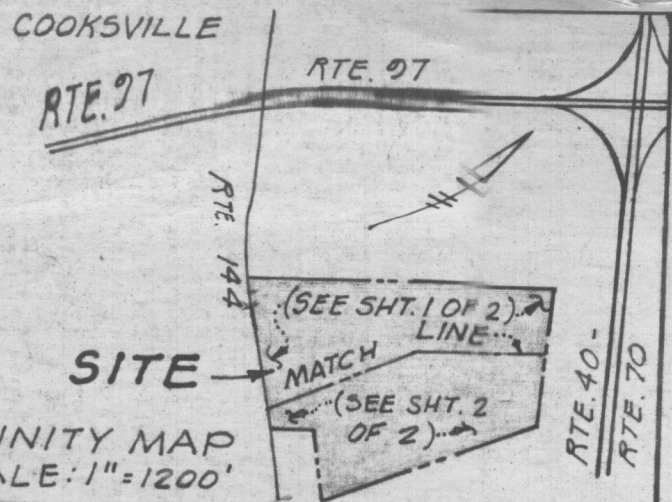 COOKSVILLE
RTE. 97
RTE. 97
RTE. 144
(SEE SHT. 1 OF 2)
LINE
MATCH
SITE
(SEE SHT. 2
OF 2)
RTE. 40 -
RTE. 70
INITY MAP
ALE: 1"=1200'